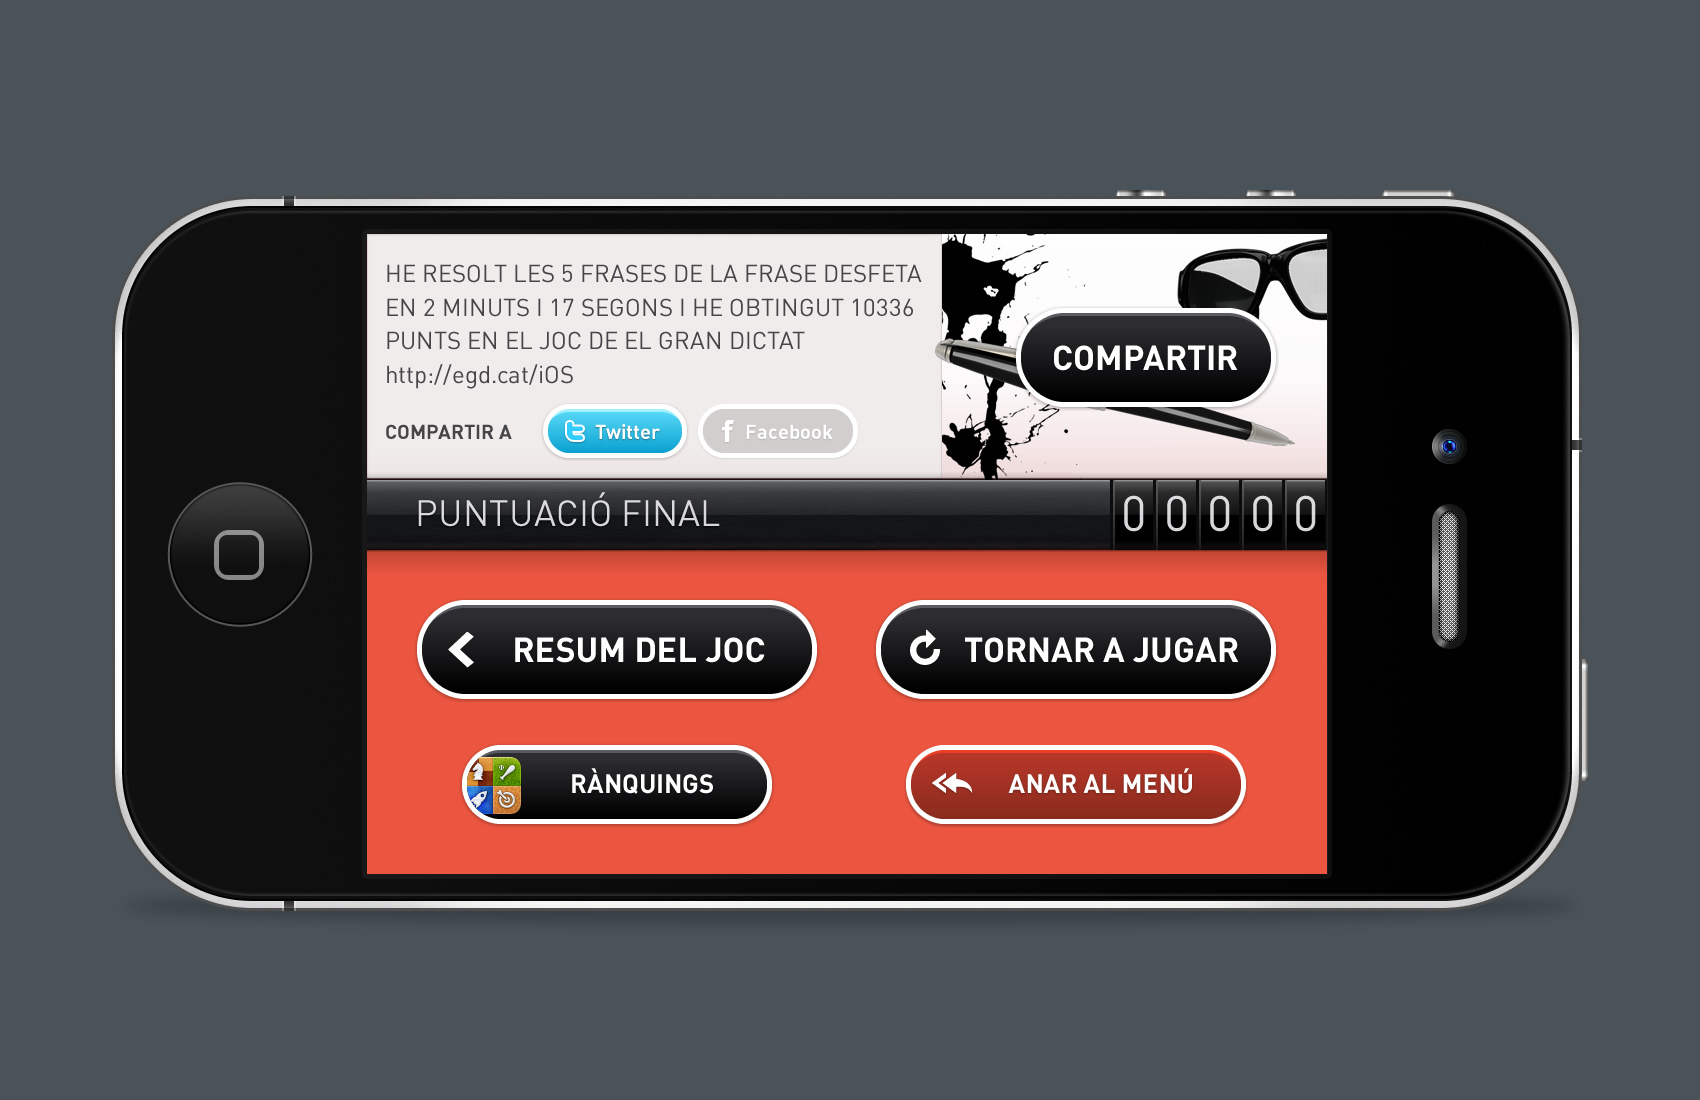 HE RESOLT LES 5 FRASES DE LA FRASE DESFETA
EN 2 MINUTS I 17 SEGONS I HE OBTINGUT 10336
PUNTS EN EL JOC DE EL GRAN DICTAT
http://egd.cat/iOS
COMPARTIR
COMPARTIR A
Twitter
Facebook
PUNTUACIÓ FINAL
0 0 0 0 0
RESUM DEL JOC
TORNAR A JUGAR
RÀNQUINGS
ANAR AL MENÚ